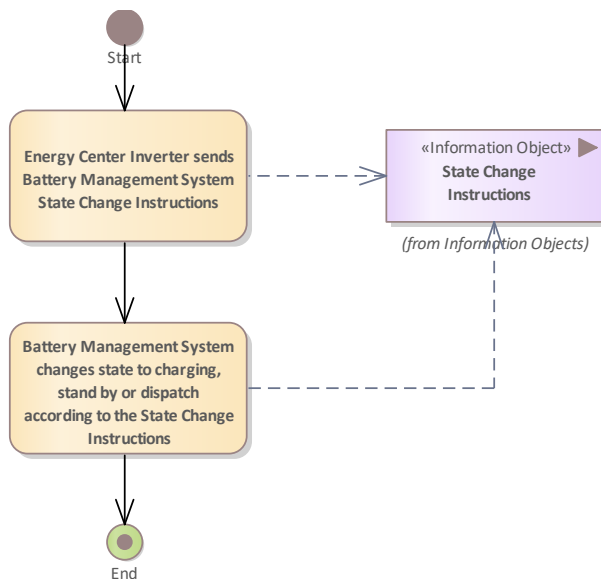 Start
Energy Center Inverter sends
Battery Management System
State Change Instructions
«Information Object»
State Change
Instructions
(from Information Objects)
Battery Management System
changes state to charging,
stand by or dispatch
according to the State Change
Instructions
End